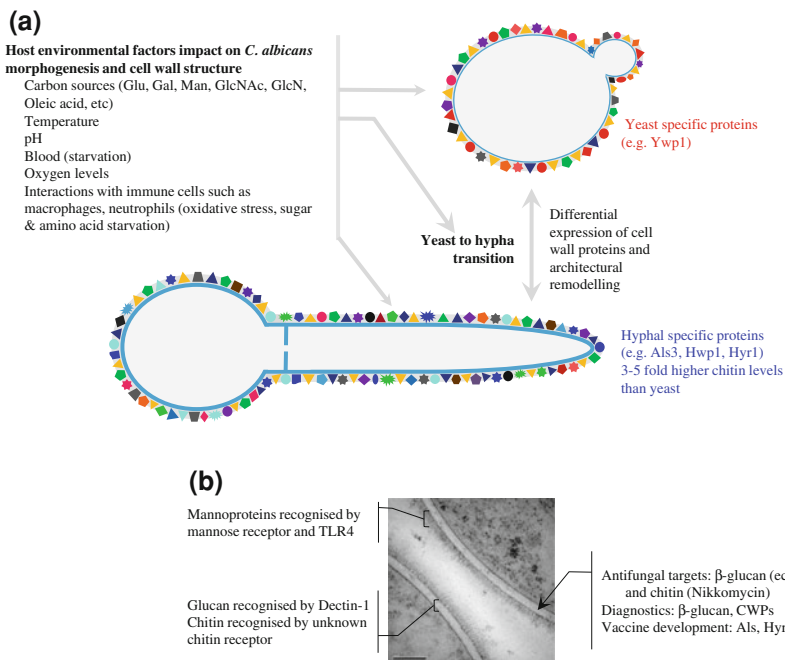 (a)
Host environmental factors impact on C. albicans
morphogenesis and cell wall structure
Carbon sources (Glu, Gal, Man, GlcNAc, GlcN,
Oleic acid, etc)
Temperature
pH
Blood (starvation)
Oxygen levels
Interactions with immune cells such as
macrophages, neutrophils (oxidative stress, sugar
& amino acid starvation)
Yeast specific proteins
(e.g. Ywp1)
Yeast to hypha
transition
Differential
expression of cell
wall proteins and
architectural
remodelling
Hyphal specific proteins
(e.g. Als3, Hwp1, Hyr1)
3-5 fold higher chitin levels
than yeast
(b)
Mannoproteins recognised by
mannose receptor and TLR4
Glucan recognised by Dectin-1
Chitin recognised by unknown
chitin receptor
Antifungal targets: β-glucan (ec
and chitin (Nikkomycin)
Diagnostics: β-glucan, CWPs
Vaccine development: Als, Hyr